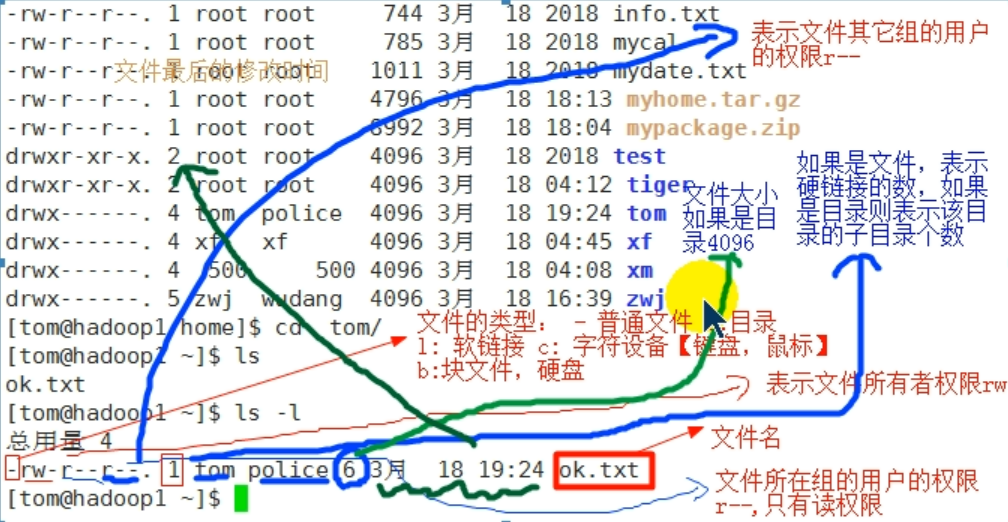 -rw-r--r--. 1 root root 744 3月 18 2018 info.txt
-rw-r--r--. 1 root root 785 3月 18 2018 mycal
-rw-r--r--. 1 root root 1011 3月 18 2018 mydate.txt
-rw-r--r--. 1 root root 4796 3月 18 18:13 myhome.tar.gz
-rw-r--r--. 1 root root 8992 3月 18 18:04 mypackage.zip
drwxr-xr-x. 2 root root 4096 3月 18 2018 test
drwxr-xr-x. 2 root root 4096 3月 18 04:12 tiger
drwx------. 4 tom police 4096 3月 18 19:24 tom
drwx------. 4 xf xf 4096 3月 18 04:45 xf
drwx------. 4 500 500 4096 3月 18 04:08 xm
drwx------. 5 zwj wudang 4096 3月 18 16:39 zwj
[tom@hadoop1 home]$ cd tom/
[tom@hadoop1 ~]$ ls
ok.txt
[tom@hadoop1 ~]$ ls -l
总用量 4
-rw-r--r--. 1 tom police 6 3月 18 19:24 ok.txt
[tom@hadoop1 ~]$
表示文件其它组的用户
的权限r--
文件最后的修改时间
如果是文件，表示
硬链接的数，如果
是目录则表示该目
录的子目录个数
文件大小
如果是目
录4096
文件的类型： - 普通文件 目录
l: 软链接 c: 字符设备【键盘，鼠标】
b:块文件，硬盘
表示文件所有者权限rw
文件名
文件所在组的用户的权限
r--,只有读权限